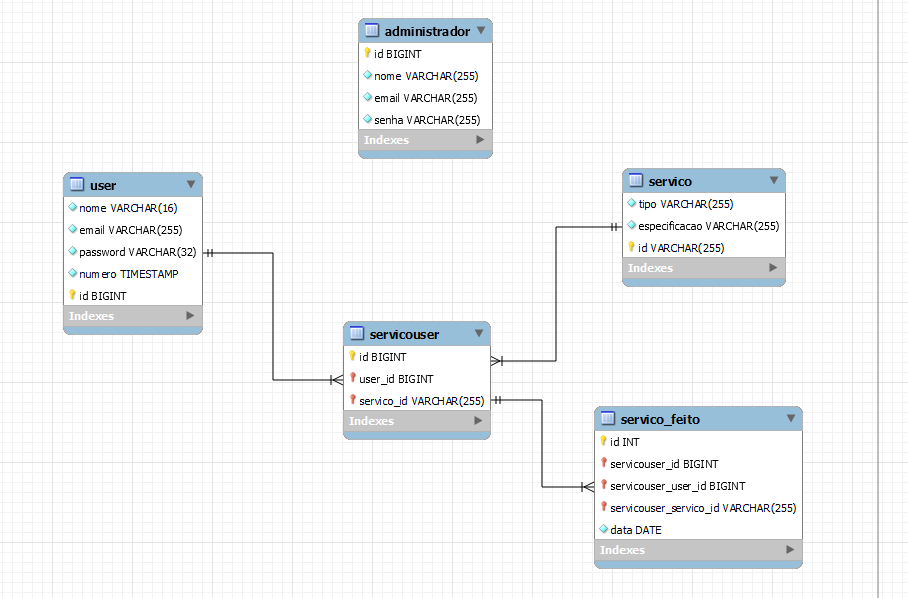 administrador
id BIGINT
nome VARCHAR(255)
email VARCHAR(255)
senha VARCHAR(255)
Indexes
user
nome VARCHAR(16)
email VARCHAR(255)
password VARCHAR(32)
numero TIMESTAMP
id BIGINT
Indexes
servico
tipo VARCHAR(255)
especificacao VARCHAR(255)
id VARCHAR(255)
Indexes
servicouser
id BIGINT
user_id BIGINT
servico_id VARCHAR(255)
Indexes
servico_feito
id INT
servicouser_id BIGINT
servicouser_user_id BIGINT
servicouser_servico_id VARCHAR(255)
data DATE
Indexes